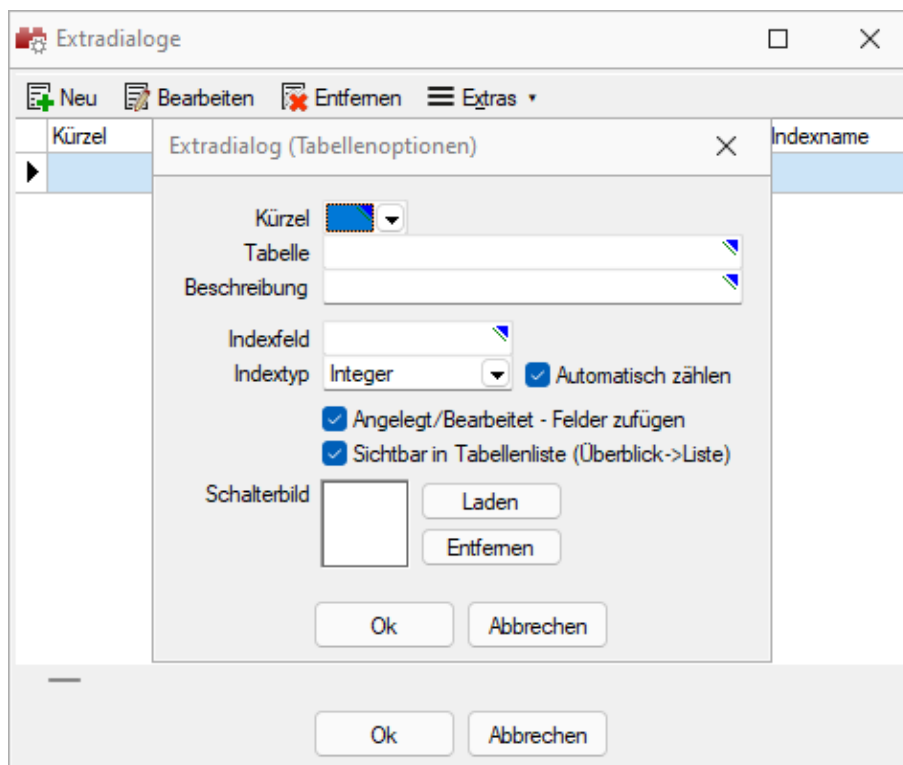 Extradialoge
Neu Bearbeiten Entfernen Extras
Kürzel Indexname
Extradialog (Tabellenoptionen)
Kürzel
Tabelle
Beschreibung
Indexfeld
Indextyp Integer Automatisch zählen
Angelegt/Bearbeitet - Felder zufügen
Sichtbar in Tabellenliste (Überblick->Liste)
Schalterbild Laden
Entfernen
Ok Abbrechen
Ok Abbrechen